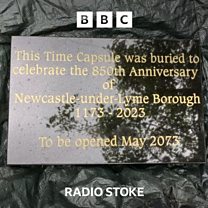 BBC
This Time Capsule was buried to
celebrate the 850th Anniversary
of
Newcastle-under-Lyme Borough
1173 - 2023
To be opened May 2073
RADIO STOKE